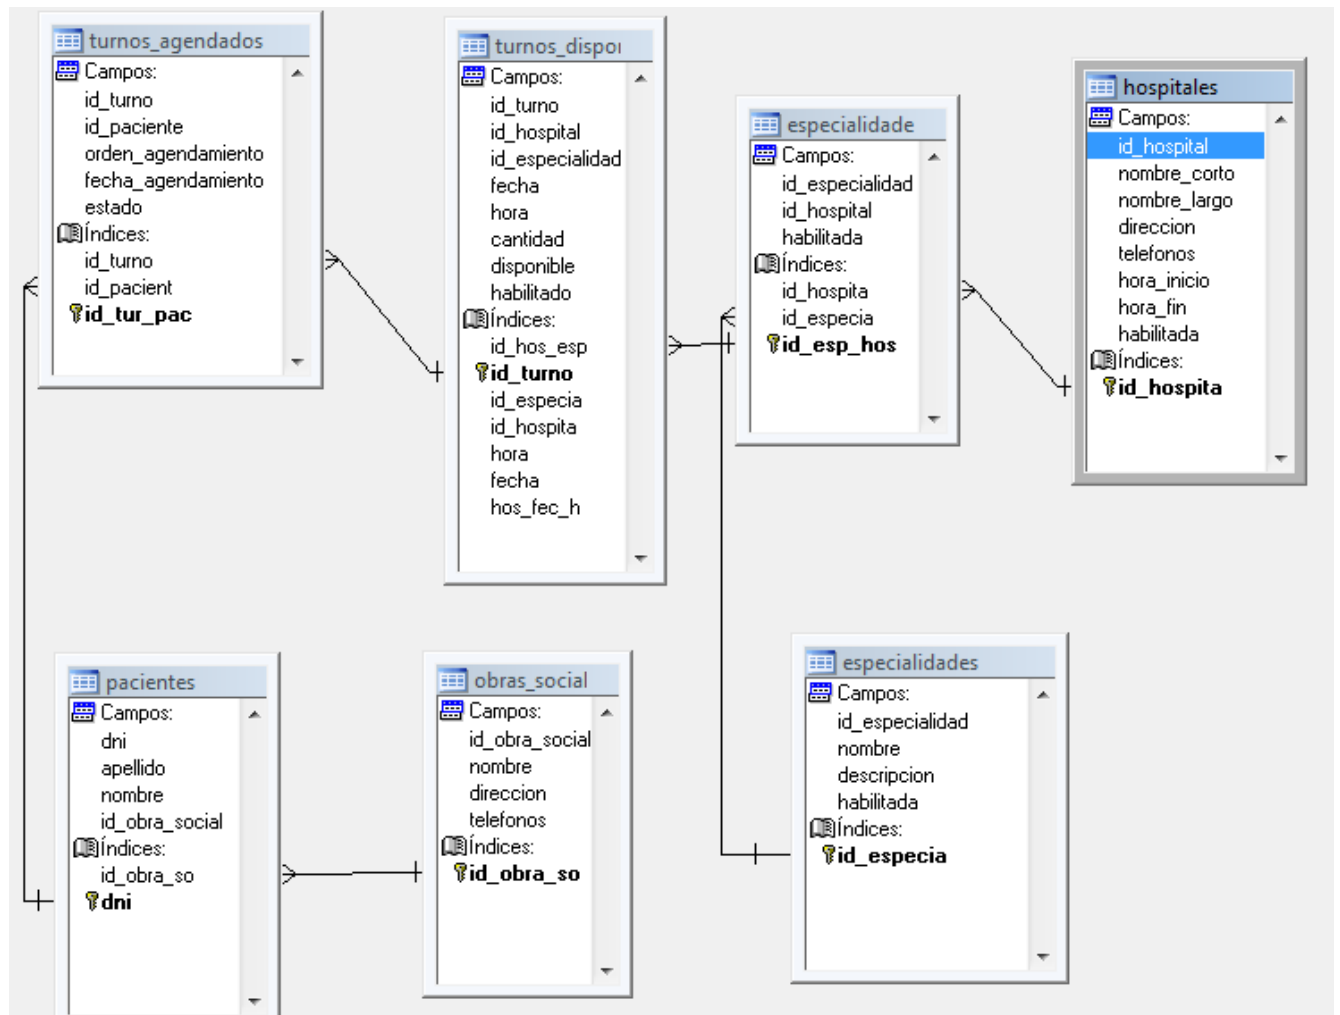 turnos_agendados
Campos:
id_turno
id_paciente
orden_agendamiento
fecha_agendamiento
estado
Índices:
id_turno
id_pacient
id_tur_pac
turnos_dispoi
Campos:
id_turno
id_hospital
id_especialidad
fecha
hora
cantidad
disponible
habilitado
Índices:
id_hos_esp
id_turno
id_especia
id_hospita
hora
fecha
hos_fec_h
especialidade
Campos:
id_especialidad
id_hospital
habilitada
Índices:
id_hospita
id_especia
id_esp_hos
hospitales
Campos:
id_hospital
nombre_corto
nombre_largo
direccion
telefonos
hora_inicio
hora_fin
habilitada
Índices:
id_hospita
pacientes
Campos:
dni
apellido
nombre
id_obra_social
Índices:
id_obra_so
dni
obras_social
Campos:
id_obra_social
nombre
direccion
telefonos
Índices:
id_obra_so
especialidades
Campos:
id_especialidad
nombre
descripcion
habilitada
Índices:
id_especia